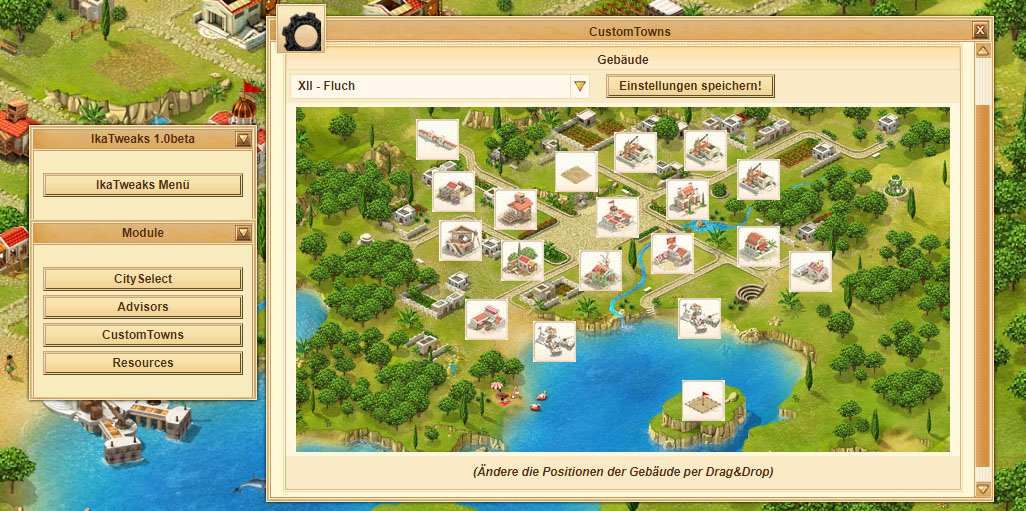 CustomTowns
Gebäude
XII - Fluch
Einstellungen speichern!
IkaTweaks 1.0beta
IkaTweaks Menü
Module
CitySelect
Advisors
CustomTowns
Resources
(Ändere die Positionen der Gebäude per Drag&Drop)